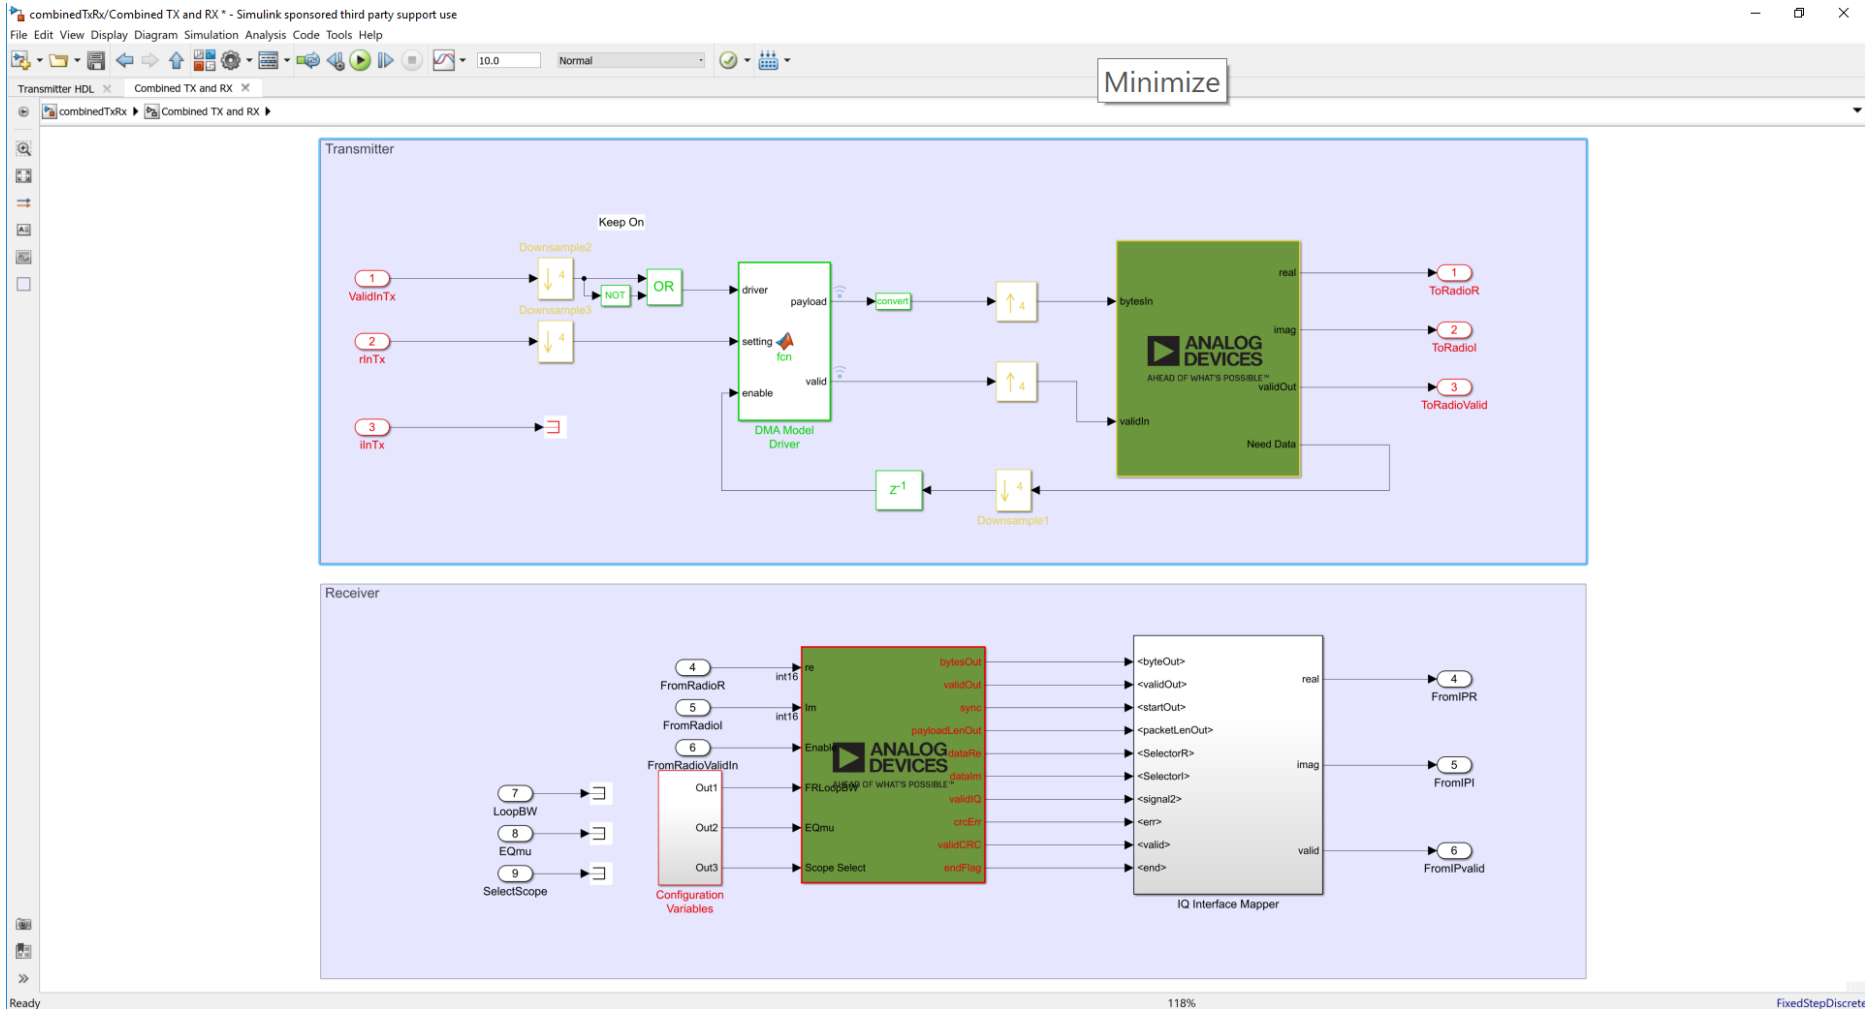 combinedTxRx/Combined TX and RX * - Simulink sponsored third party support use
File Edit View Display Diagram Simulation Analysis Code Tools Help
10.0 Normal
Minimize
Transmitter HDL Combined TX and RX
combinedTxRx Combined TX and RX
Transmitter
Keep On
Downsample2
4
NOT
OR
1
ValidInTx
Downsample3
4
2
rInTx
3
iInTx
driver
setting
enable
payload
valid
fcn
DMA Model
Driver
convert
4
4
bytesIn
validIn
real
imag
validOut
Need Data
ANALOG
DEVICES
AHEAD OF WHAT'S POSSIBLE™
1
ToRadioR
2
ToRadioI
3
ToRadioValid
Z-1
4
Downsample1
Receiver
4
FromRadioR
5
FromRadioI
6
FromRadioValidIn
7
LoopBW
8
EQmu
9
SelectScope
Out1
Out2
Out3
Configuration
Variables
re
int16
Im
int16
Enable
FRLoopBW
EQmu
Scope Select
ANALOG
DEVICES
AHEAD OF WHAT'S POSSIBLE™
bytesOut
validOut
sync
payloadLenOut
dataRe
dataIm
validIQ
crcErr
validCRC
endFlag
<byteOut>
<validOut>
<startOut>
<packetLenOut>
<SelectorR>
<SelectorI>
<signal2>
<err>
<valid>
<end>
real
imag
valid
IQ Interface Mapper
4
FromIPR
5
FromIPI
6
FromIPvalid
Ready 118% FixedStepDiscrete